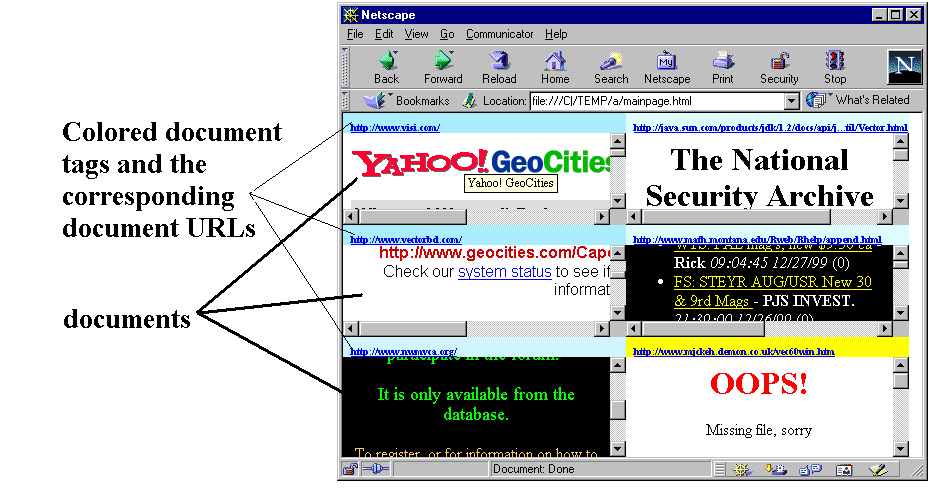 Netscape
File Edit View Go Communicator Help
Back Forward Reload Home Search Netscape Print Security Stop
My
N
Bookmarks Location: file:///C|/TEMP/a/mainpage.html What's Related
Colored document
tags and the
corresponding
document URLs
documents
http://www.visi.com/
YAHOO! GeoCities
Yahoo! GeoCities
http://java.sun.com/products/jdk/1.2/docs/api/j...til/Vector.html
The National
Security Archive
http://www.vectorbd.com/
http://www.geocities.com/Cape
Check our system status to see if
informat
http://www.math.montana.edu/Rweb/Rhelp/append.html
Rick 09:04:45 12/27/99 (0)
• FS: STEYR AUG/USR New 30
& 9rd Mags - PJS INVEST.
21:39:00 12/26/99 (0)
http://www.nwmvca.org/
participate in the forum.
It is only available from the
database.
To register, or for information on how to
http://www.mjckeh.demon.co.uk/vec60win.htm
OOPS!
Missing file, sorry
Document: Done